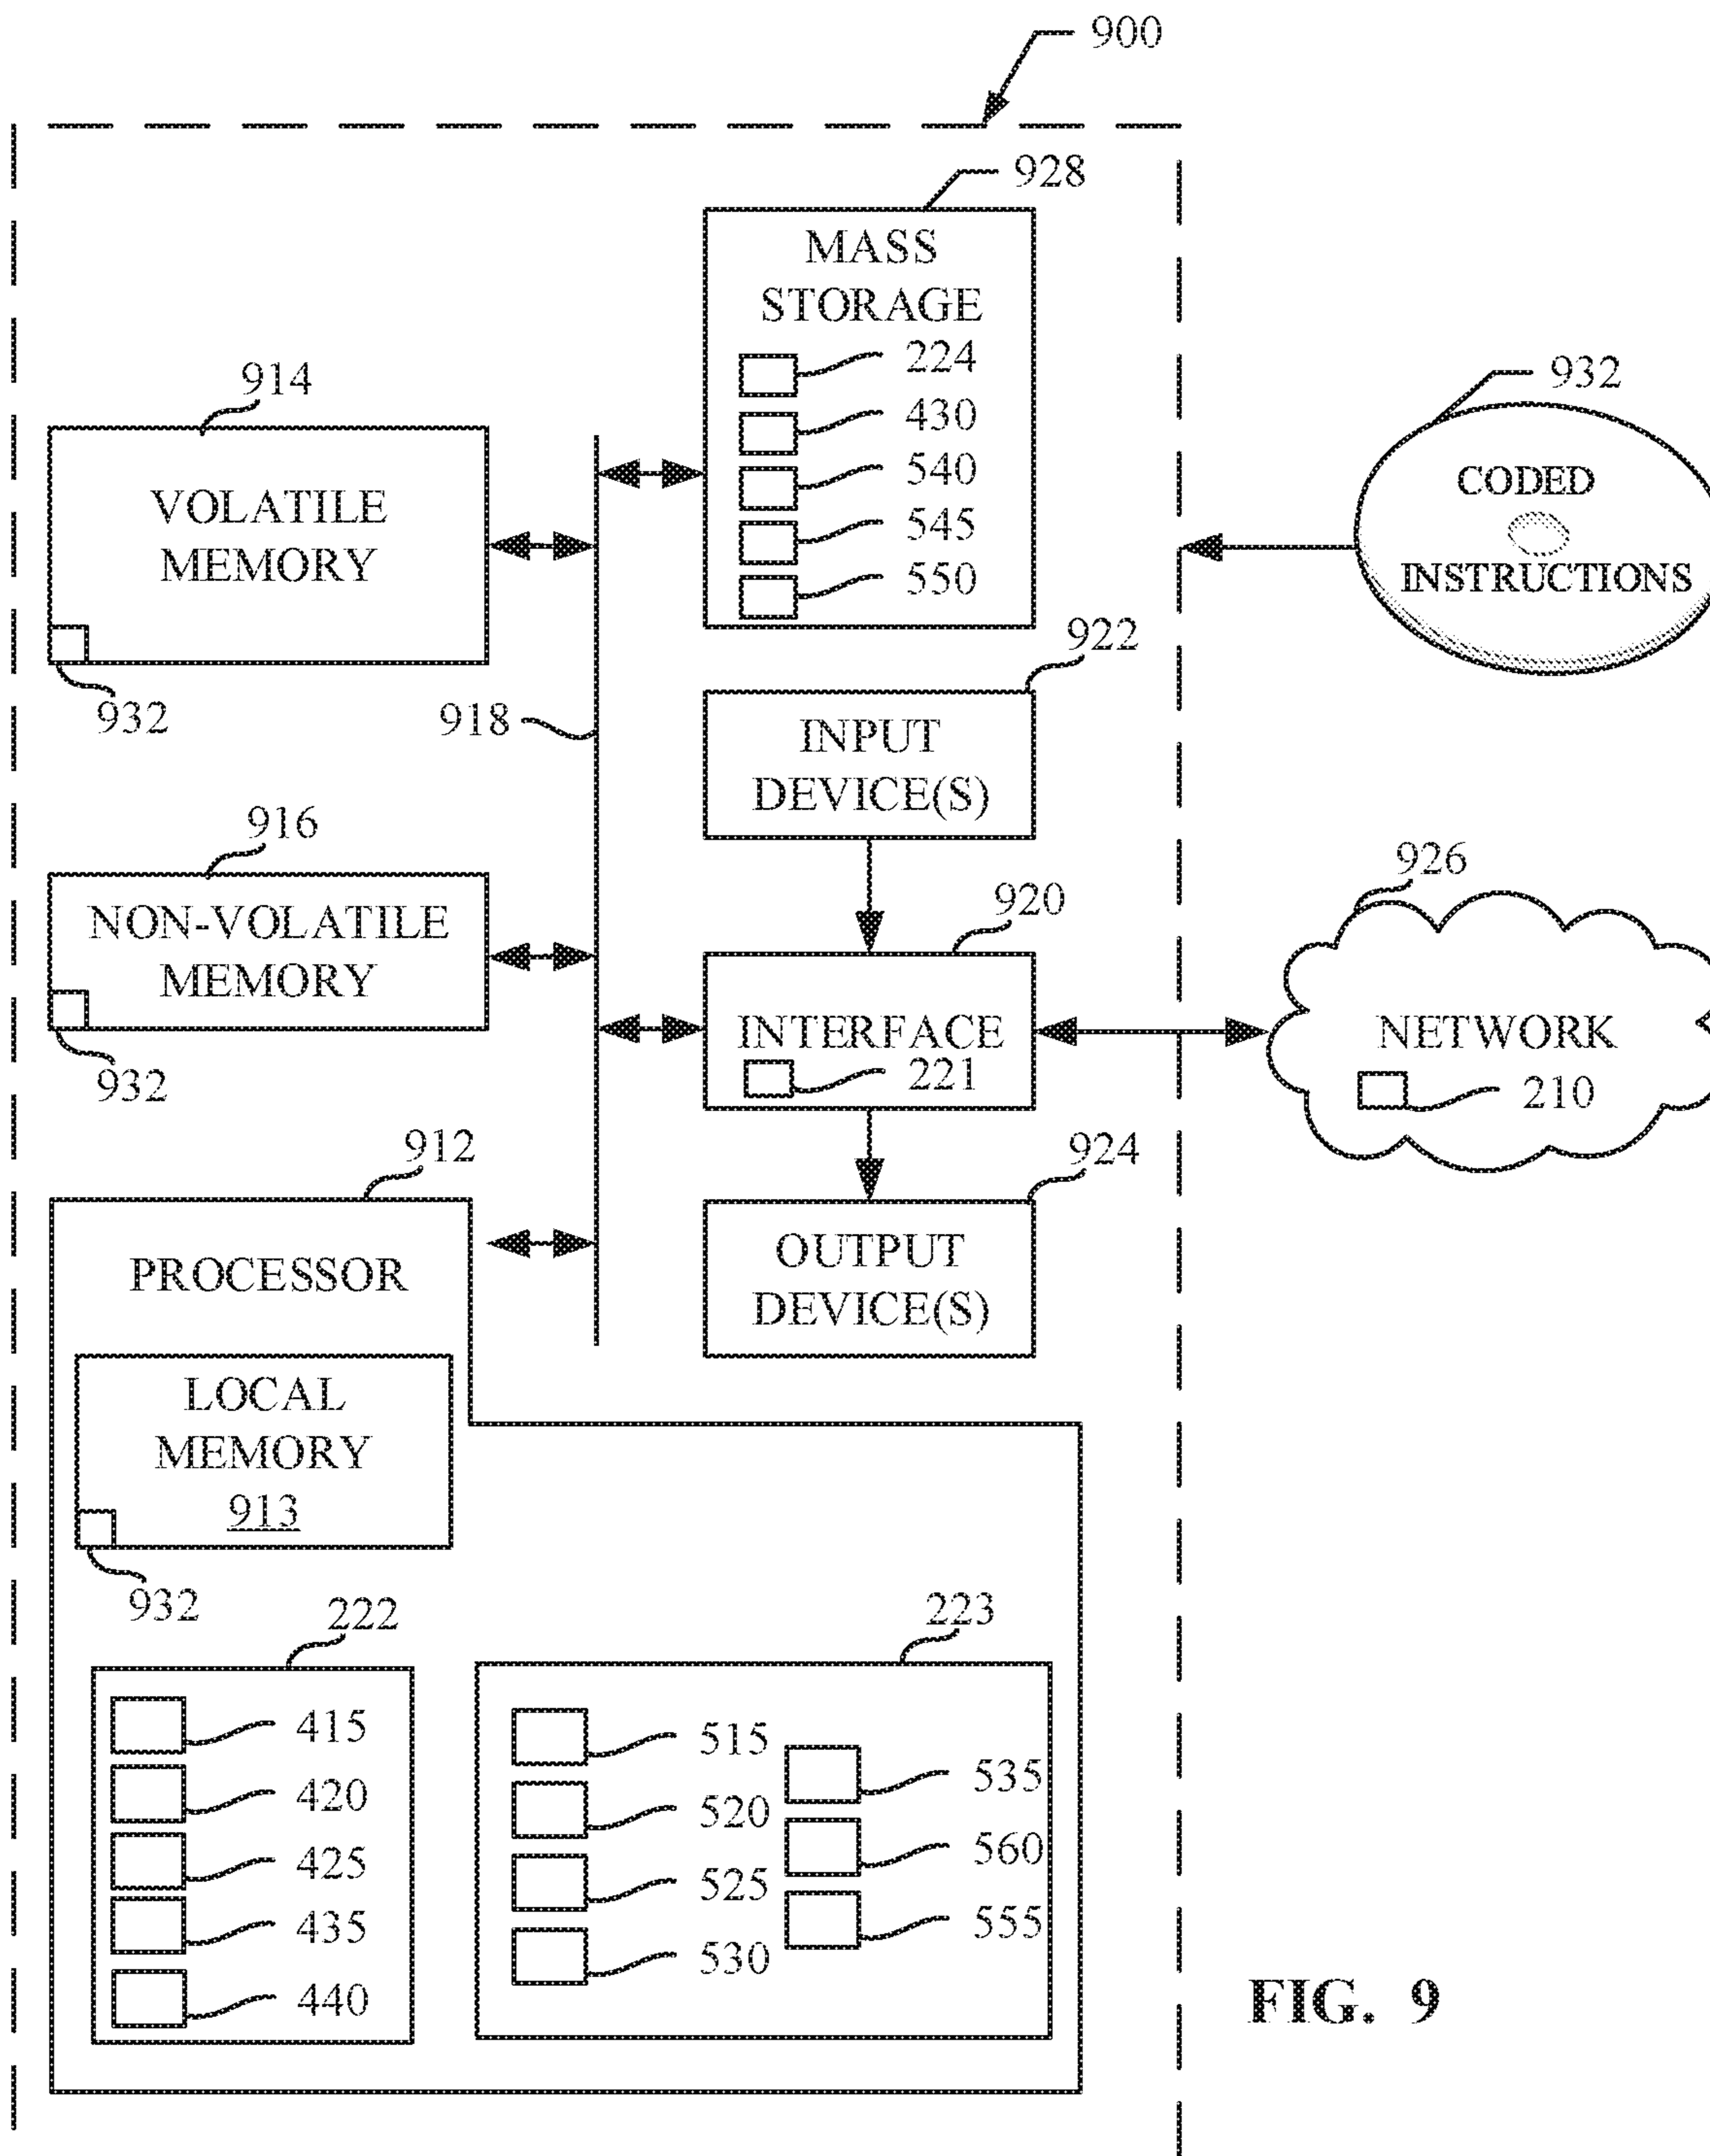 900
928
MASS
STORAGE
224
430
540
545
550
914
VOLATILE
MEMORY
932
918
922
INPUT
DEVICE(S)
932
CODED
INSTRUCTIONS
916
NON-VOLATILE
MEMORY
932
920
INTERFACE
221
926
NETWORK
210
912
PROCESSOR
924
OUTPUT
DEVICE(S)
LOCAL
MEMORY
913
932
222
415
420
425
435
440
223
515
520
525
530
535
560
555
FIG. 9